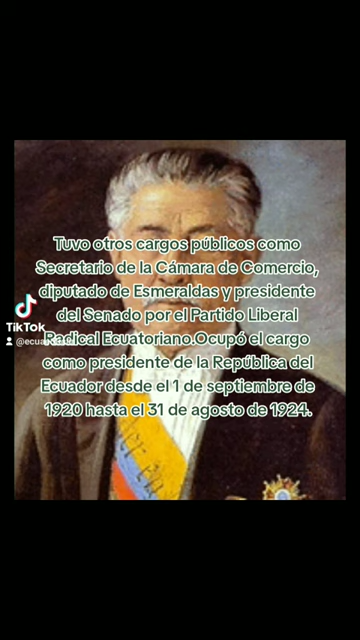 Tuvo otros cargos públicos como
Secretario de la Cámara de Comercio,
diputado de Esmeraldas y presidente
del Senado por el Partido Liberal
Radical Ecuatoriano.Ocupó el cargo
como presidente de la República del
Ecuador desde el 1 de septiembre de
1920 hasta el 31 de agosto de 1924.
TikTok